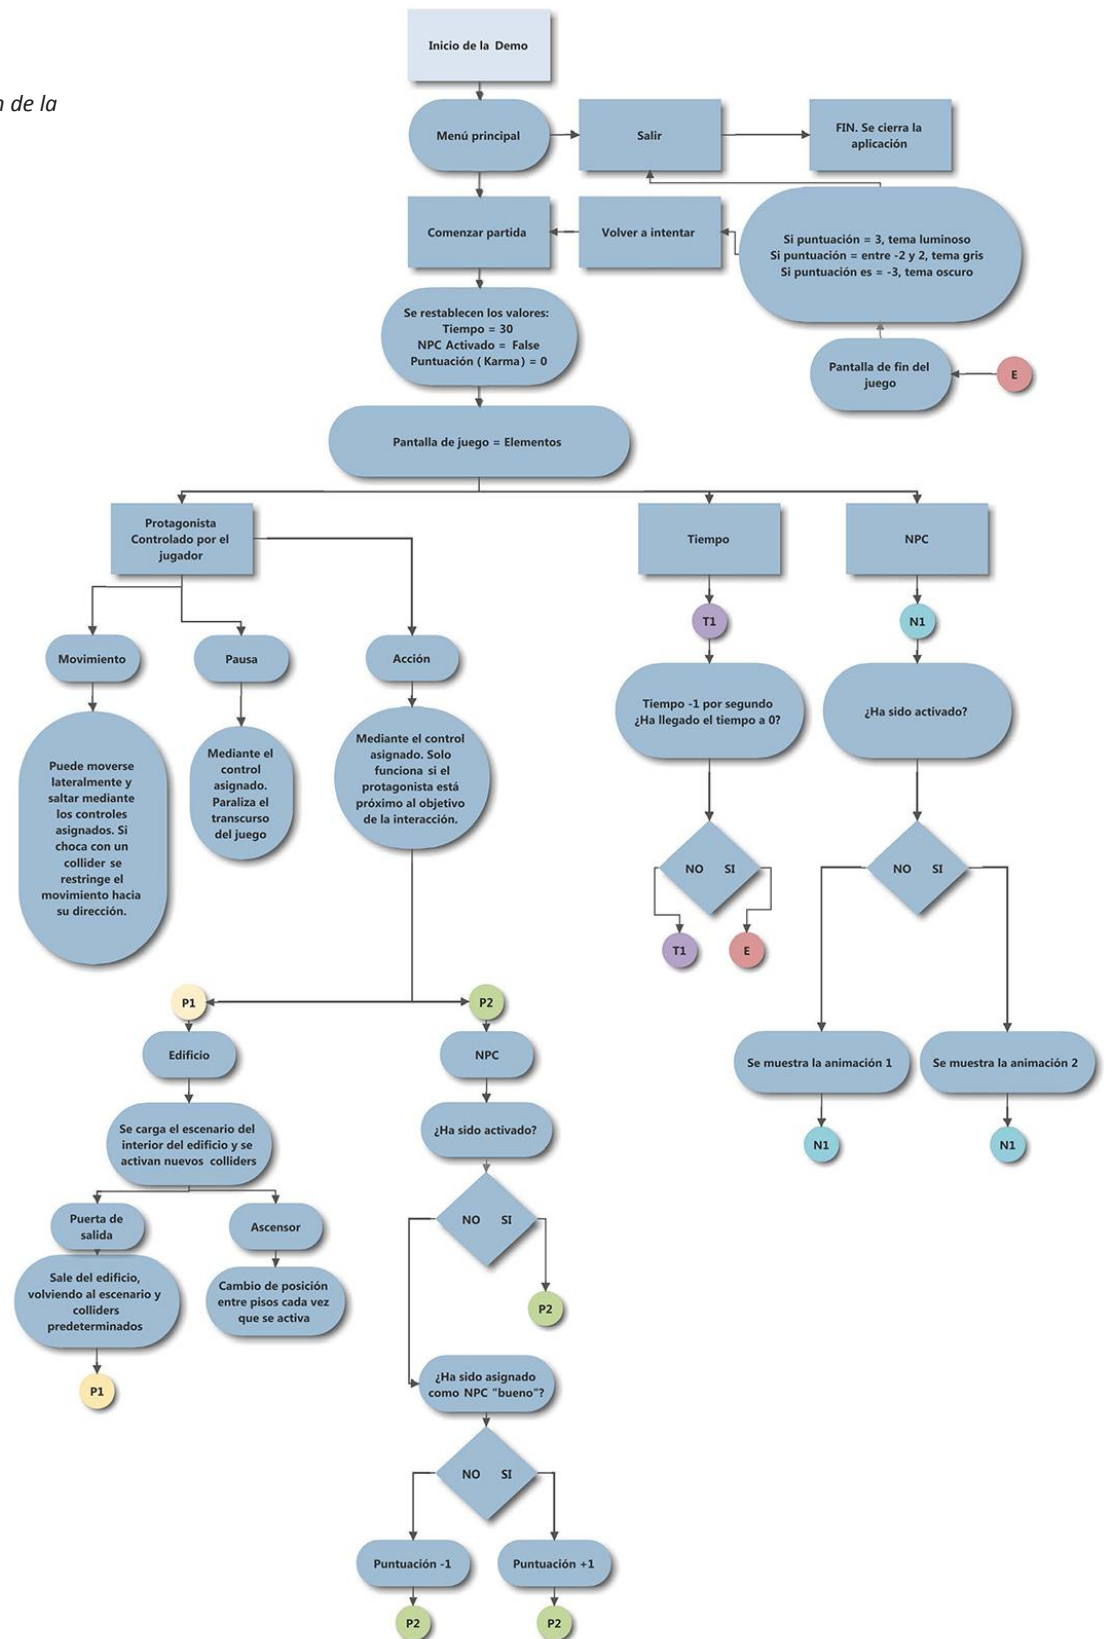 Inicio de la Demo
n de la
Menú principal
Salir
FIN. Se cierra la
aplicación
Comenzar partida
Volver a intentar
Si puntuación = 3, tema luminoso
Si puntuación = entre -2 y 2, tema gris
Si puntuación es = -3, tema oscuro
Se restablecen los valores:
Tiempo = 30
NPC Activado = False
Puntuación ( Karma) = 0
Pantalla de fin del
juego
E
Pantalla de juego = Elementos
Protagonista
Controlado por el
jugador
Tiempo
NPC
T1
N1
Movimiento
Pausa
Acción
Tiempo -1 por segundo
¿Ha llegado el tiempo a 0?
¿Ha sido activado?
Puede moverse
lateralmente y
saltar mediante
los controles
asignados. Si
choca con un
collider se
restringe el
movimiento hacia
su dirección.
Mediante el
control
asignado.
Paraliza el
transcurso
del juego
Mediante el control
asignado. Solo
funciona si el
protagonista está
próximo al objetivo
de la interacción.
NO SI
NO SI
T1
E
P1
P2
Edificio
NPC
Se muestra la animación 1
Se muestra la animación 2
Se carga el escenario del
interior del edificio y se
activan nuevos colliders
¿Ha sido activado?
N1
N1
Puerta de
salida
Ascensor
NO SI
Sale del edificio,
volviendo al escenario y
colliders
predeterminados
Cambio de posición
entre pisos cada vez
que se activa
P2
P1
¿Ha sido asignado
como NPC "bueno"?
NO SI
Puntuación -1
Puntuación +1
P2
P2